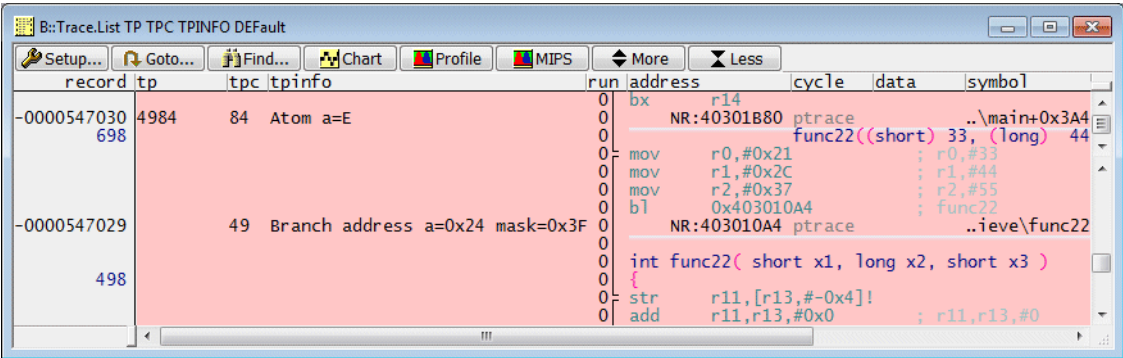 B::Trace.List TP TPC TPINFO DEFault
Setup... Goto... Find... Chart Profile MIPS More Less
record tp tpc tpinfo run address cycle data symbol
0 bx r14
-0000547030 4984 84 Atom a=E 0 NR:40301B80 ptrace ..\main+0x3A4
698 0 func22((short) 33, (long) 44
0 mov r0,#0x21 ; r0,#33
0 mov r1,#0x2C ; r1,#44
0 mov r2,#0x37 ; r2,#55
0 bl 0x403010A4 ; func22
-0000547029 49 Branch address a=0x24 mask=0x3F 0 NR:403010A4 ptrace ..ieve\func22
0
0 int func22( short x1, long x2, short x3 )
498 0 {
0 str r11,[r13,#-0x4]!
0 add r11,r13,#0x0 ; r11,r13,#0